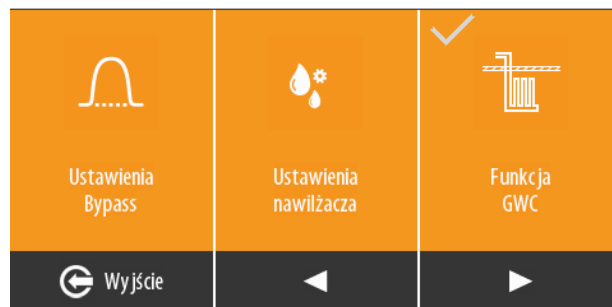 Ustawienia
Bypass
Ustawienia
nawilżacza
Funkcja
GWC
Wyjście